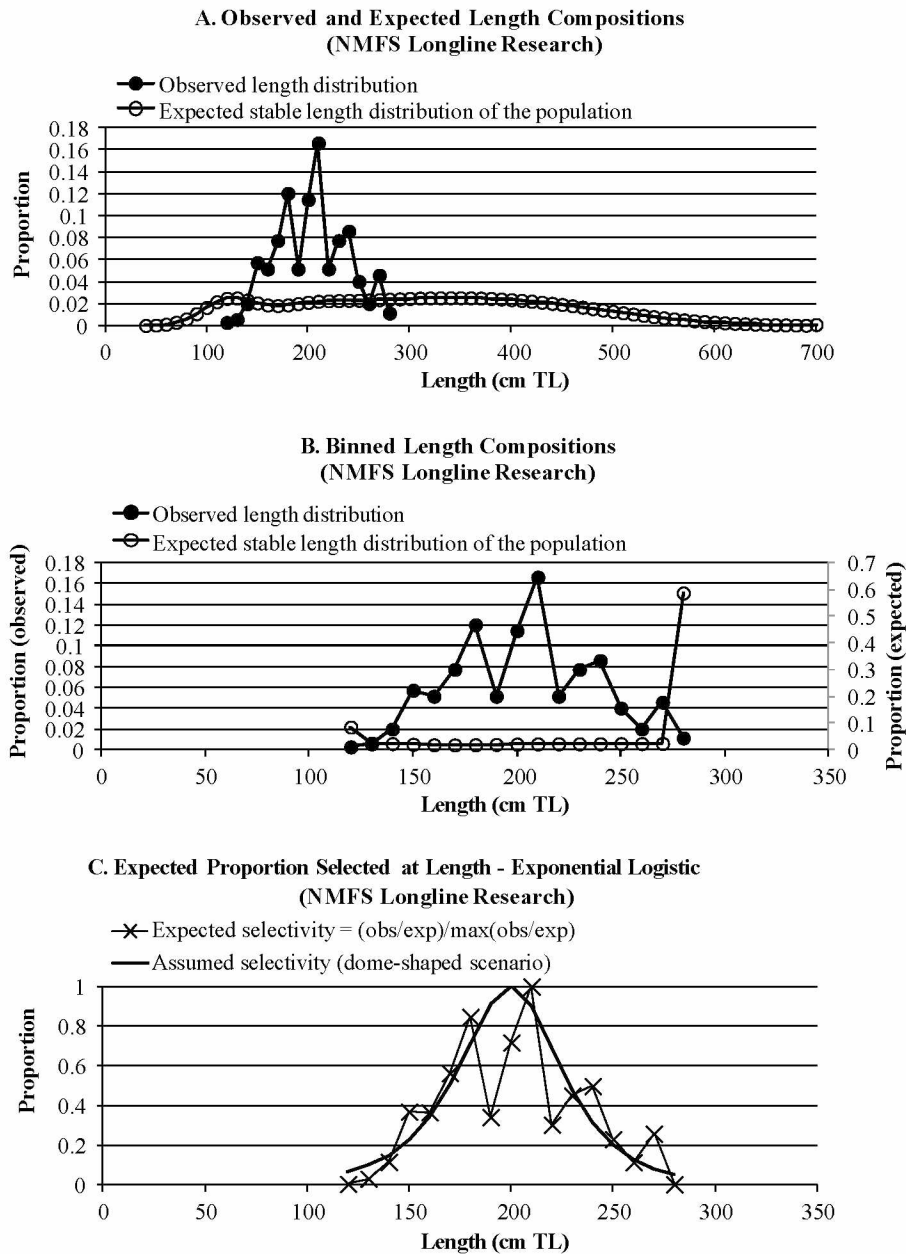 A. Observed and Expected Length Compositions
(NMFS Longline Research)
Observed length distribution
Expected stable length distribution of the population
Proportion
0.18
0.16
0.14
0.12
0.1
0.08
0.06
0.04
0.02
0
0 100 200 300 400 500 600 700
Length (cm TL)
B. Binned Length Compositions
(NMFS Longline Research)
Observed length distribution
Expected stable length distribution of the population
Proportion (observed)
0.18
0.16
0.14
0.12
0.1
0.08
0.06
0.04
0.02
0
0.7
0.6
0.5
0.4
0.3
0.2
0.1
0
Proportion (expected)
0 50 100 150 200 250 300 350
Length (cm TL)
C. Expected Proportion Selected at Length - Exponential Logistic
(NMFS Longline Research)
Expected selectivity = (obs/exp)/max(obs/exp)
Assumed selectivity (dome-shaped scenario)
Proportion
1
0.8
0.6
0.4
0.2
0
0 50 100 150 200 250 300 350
Length (cm TL)